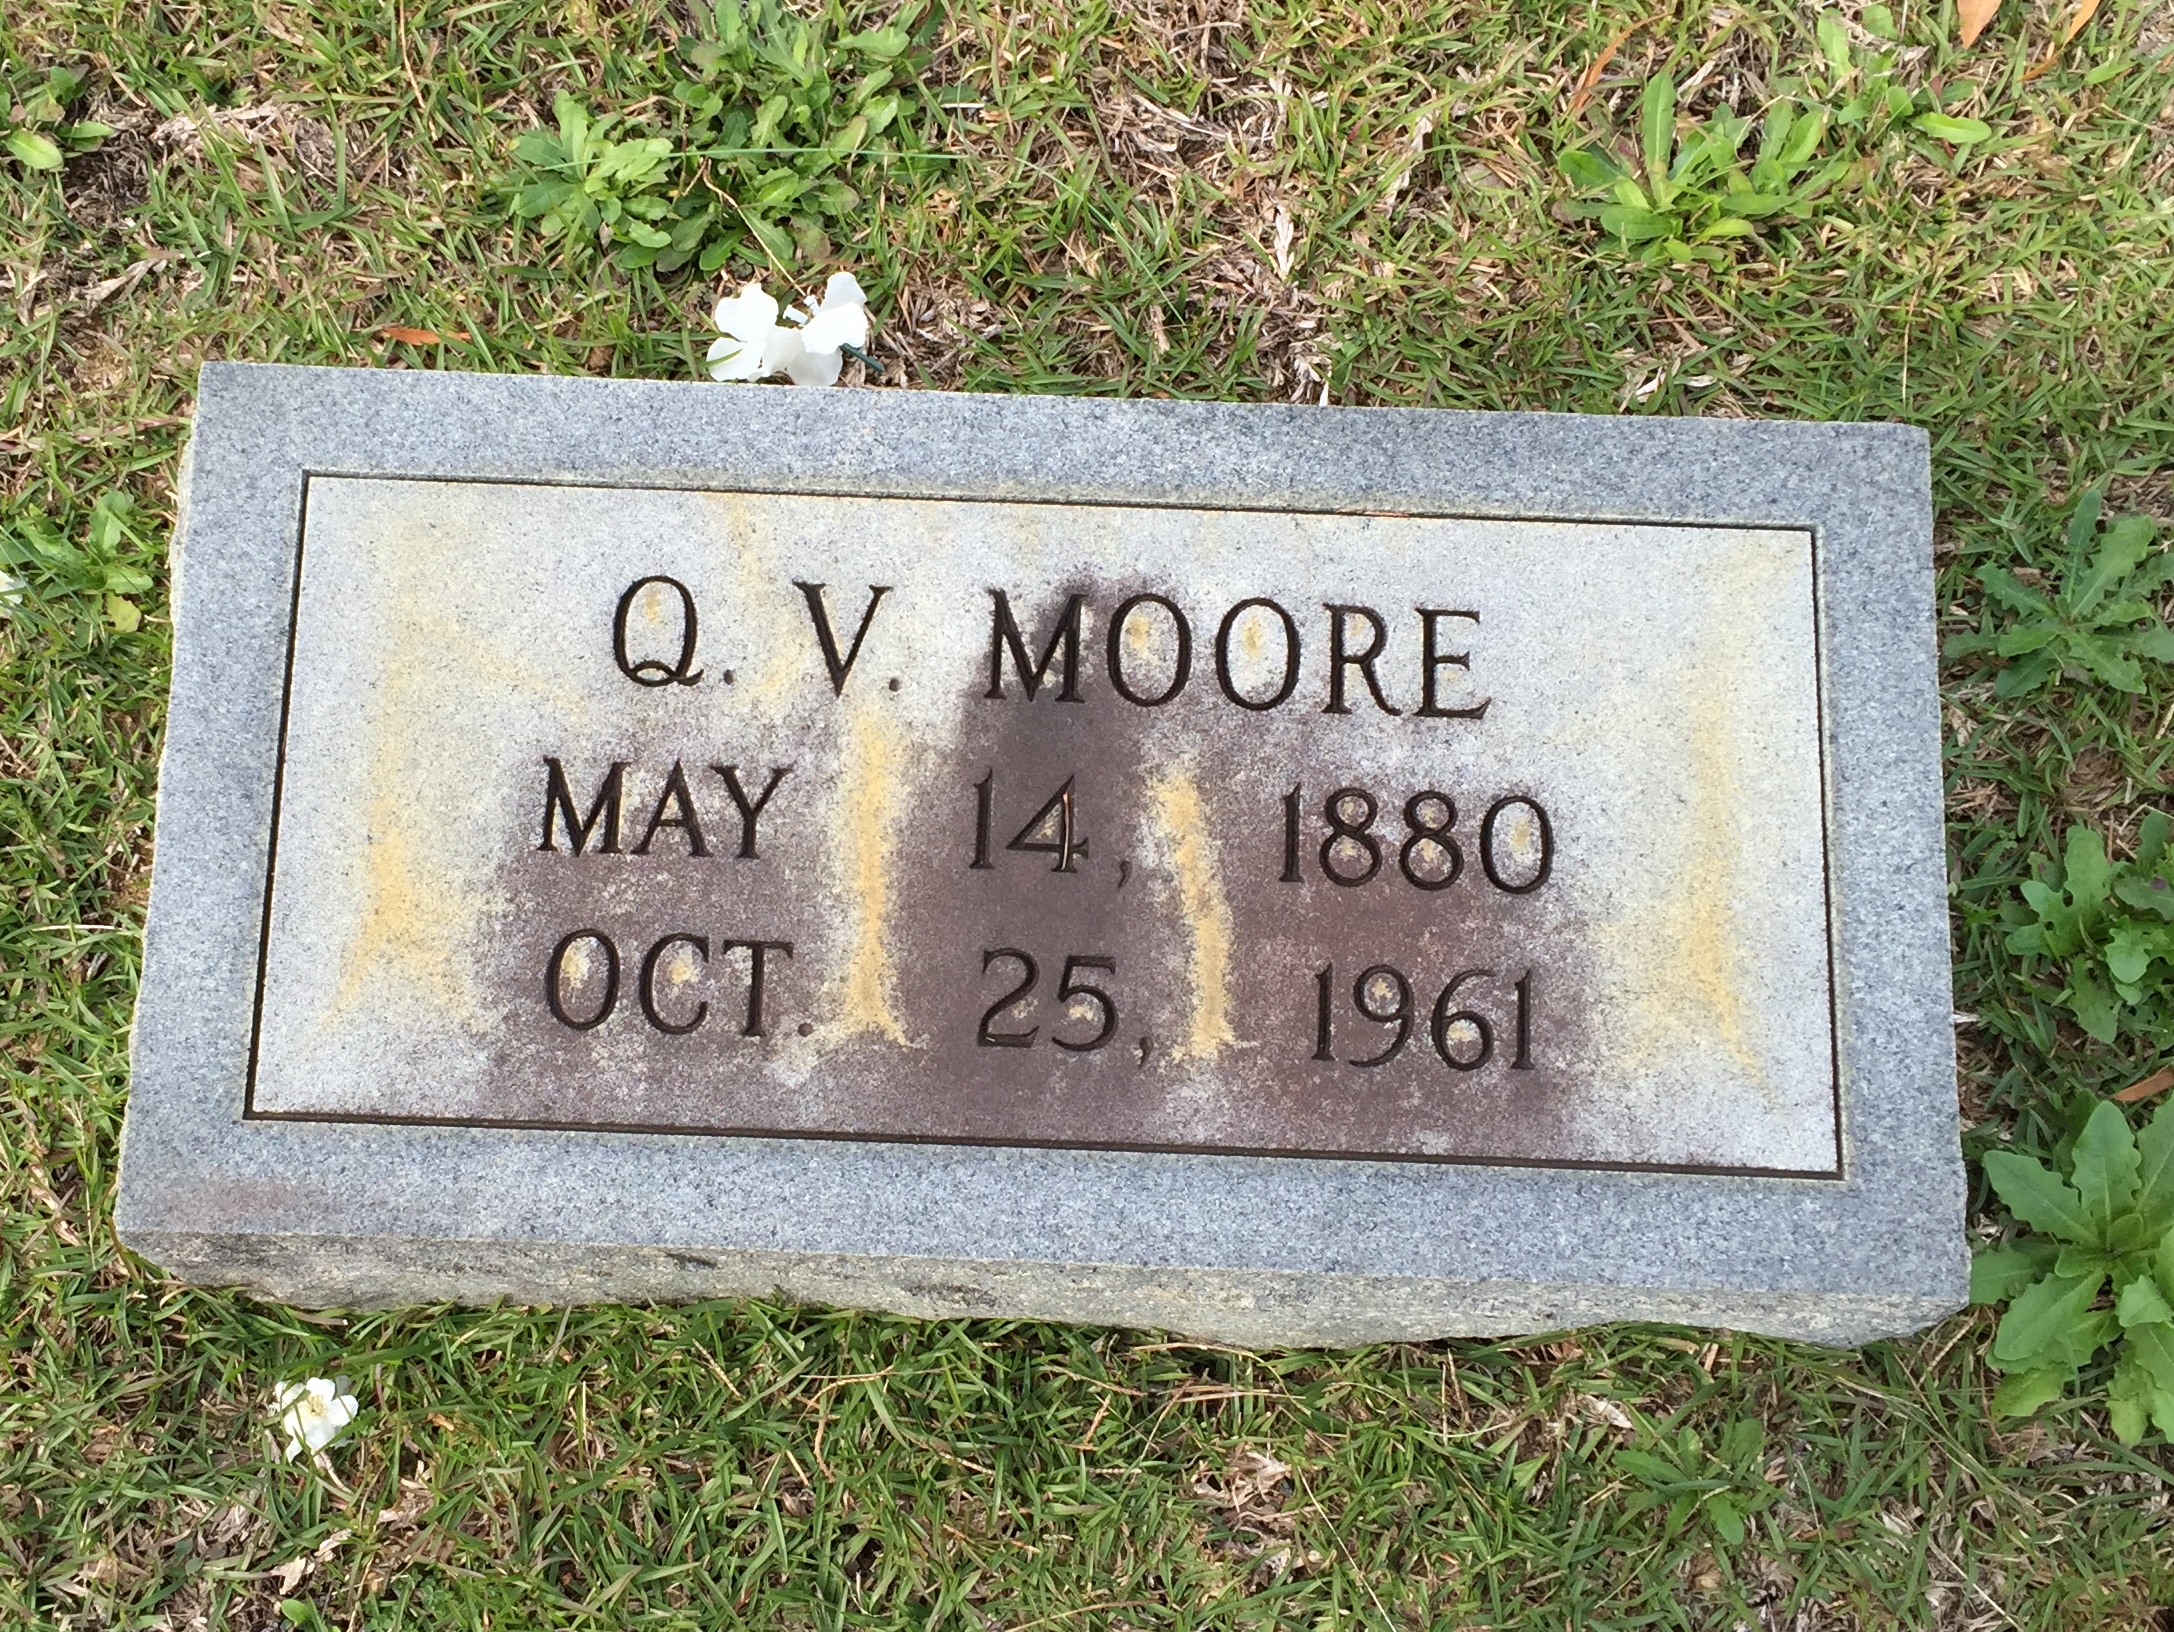 Q. V. MOORE
MAY 14, 1880
OCT. 25, 1961